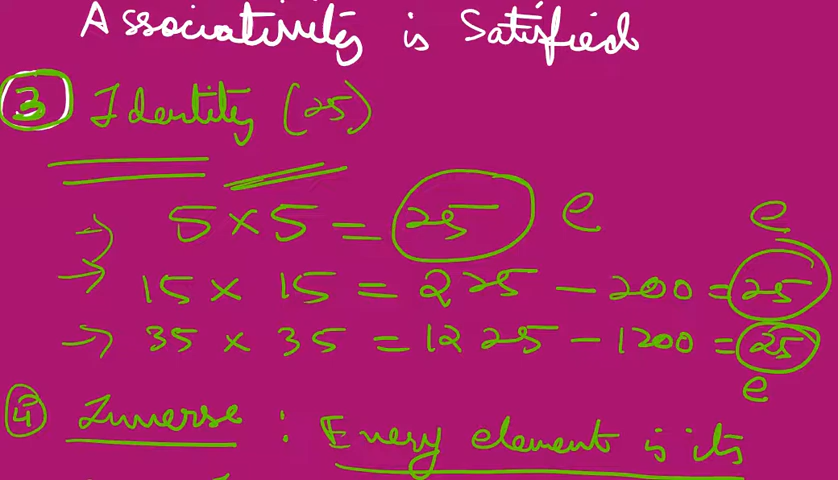 Associativity is Satisfied
3 Identity (25)
→ 5 × 5 = 25 e e
→ 15 × 15 = 225 - 200 = 25
→ 35 × 35 = 1225 - 1200 = 25
e
4 Inverse : Every element is its